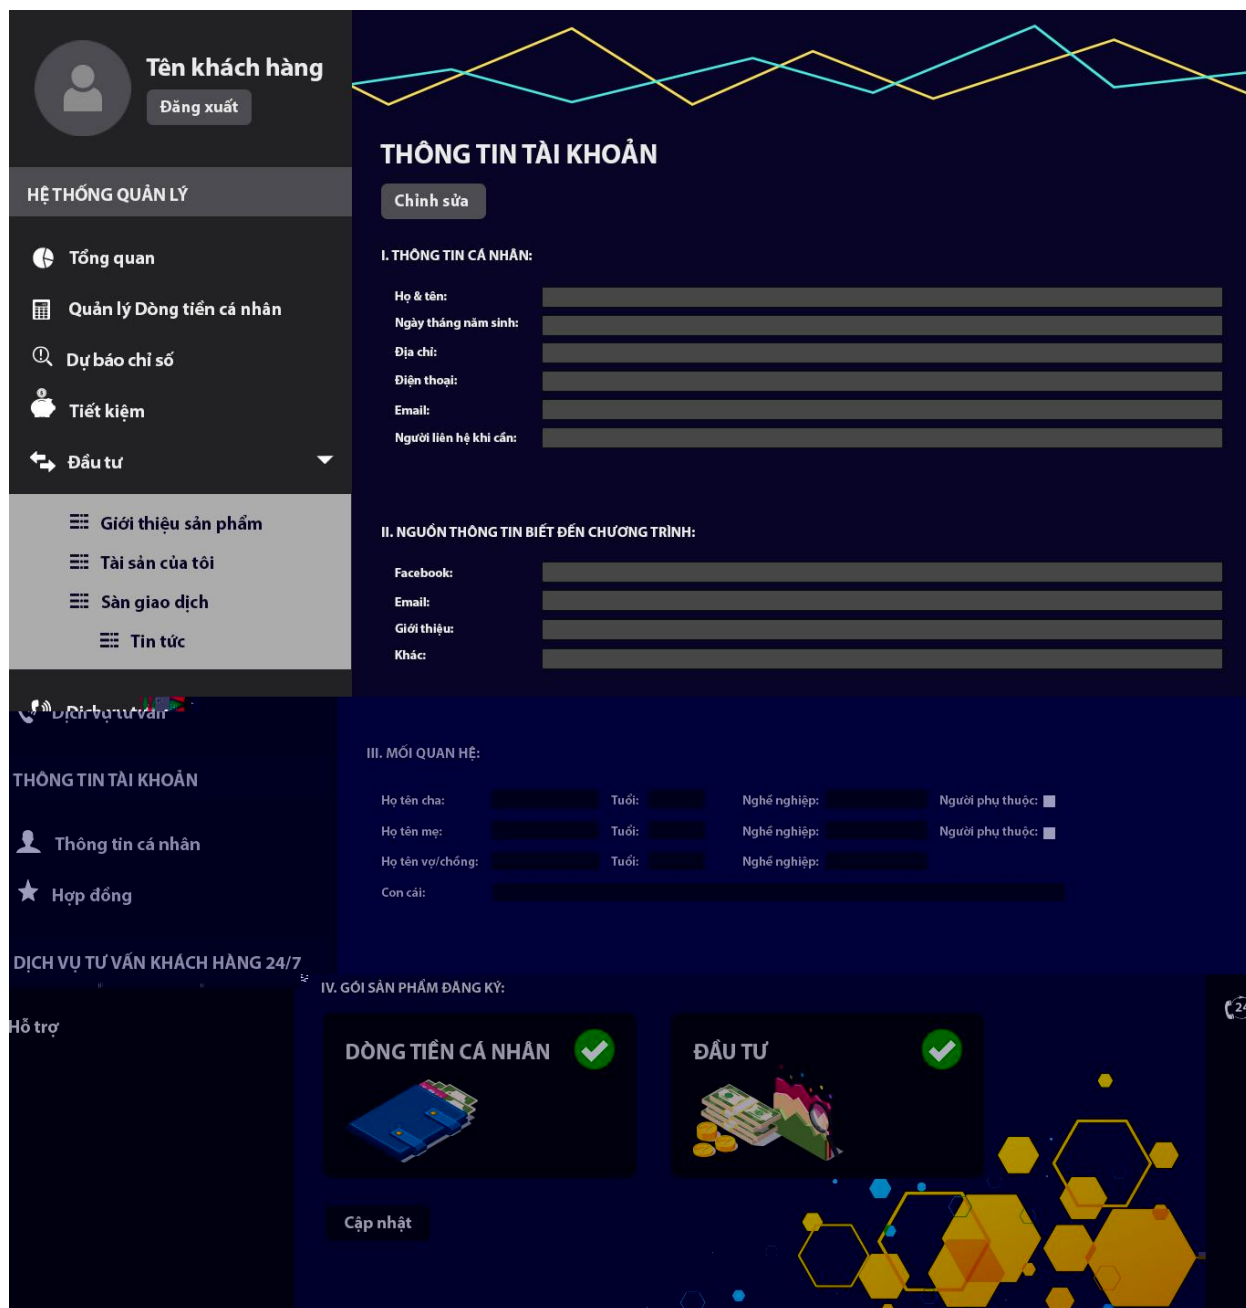 Tên khách hàng
Đăng xuất
HỆ THỐNG QUẢN LÝ
Tổng quan
Quản lý Dòng tiền cá nhân
Dự báo chỉ số
Tiết kiệm
Đầu tư
Giới thiệu sản phẩm
Tài sản của tôi
Sàn giao dịch
Tin tức
Dịch vụ tư vấn
THÔNG TIN TÀI KHOẢN
Thông tin cá nhân
Hợp đồng
DỊCH VỤ TƯ VẤN KHÁCH HÀNG 24/7
Hỗ trợ
THÔNG TIN TÀI KHOẢN
Chỉnh sửa
I. THÔNG TIN CÁ NHÂN:
Họ & tên:
Ngày tháng năm sinh:
Địa chỉ:
Điện thoại:
Email:
Người liên hệ khi cần:
II. NGUỒN THÔNG TIN BIẾT ĐẾN CHƯƠNG TRÌNH:
Facebook:
Email:
Giới thiệu:
Khác:
III. MỐI QUAN HỆ:
Họ tên cha: Tuổi: Nghề nghiệp: Người phụ thuộc:
Họ tên mẹ: Tuổi: Nghề nghiệp: Người phụ thuộc:
Họ tên vợ/chồng: Tuổi: Nghề nghiệp:
Con cái:
IV. GÓI SẢN PHẨM ĐĂNG KÝ:
DÒNG TIỀN CÁ NHÂN
ĐẦU TƯ
Cập nhật
24